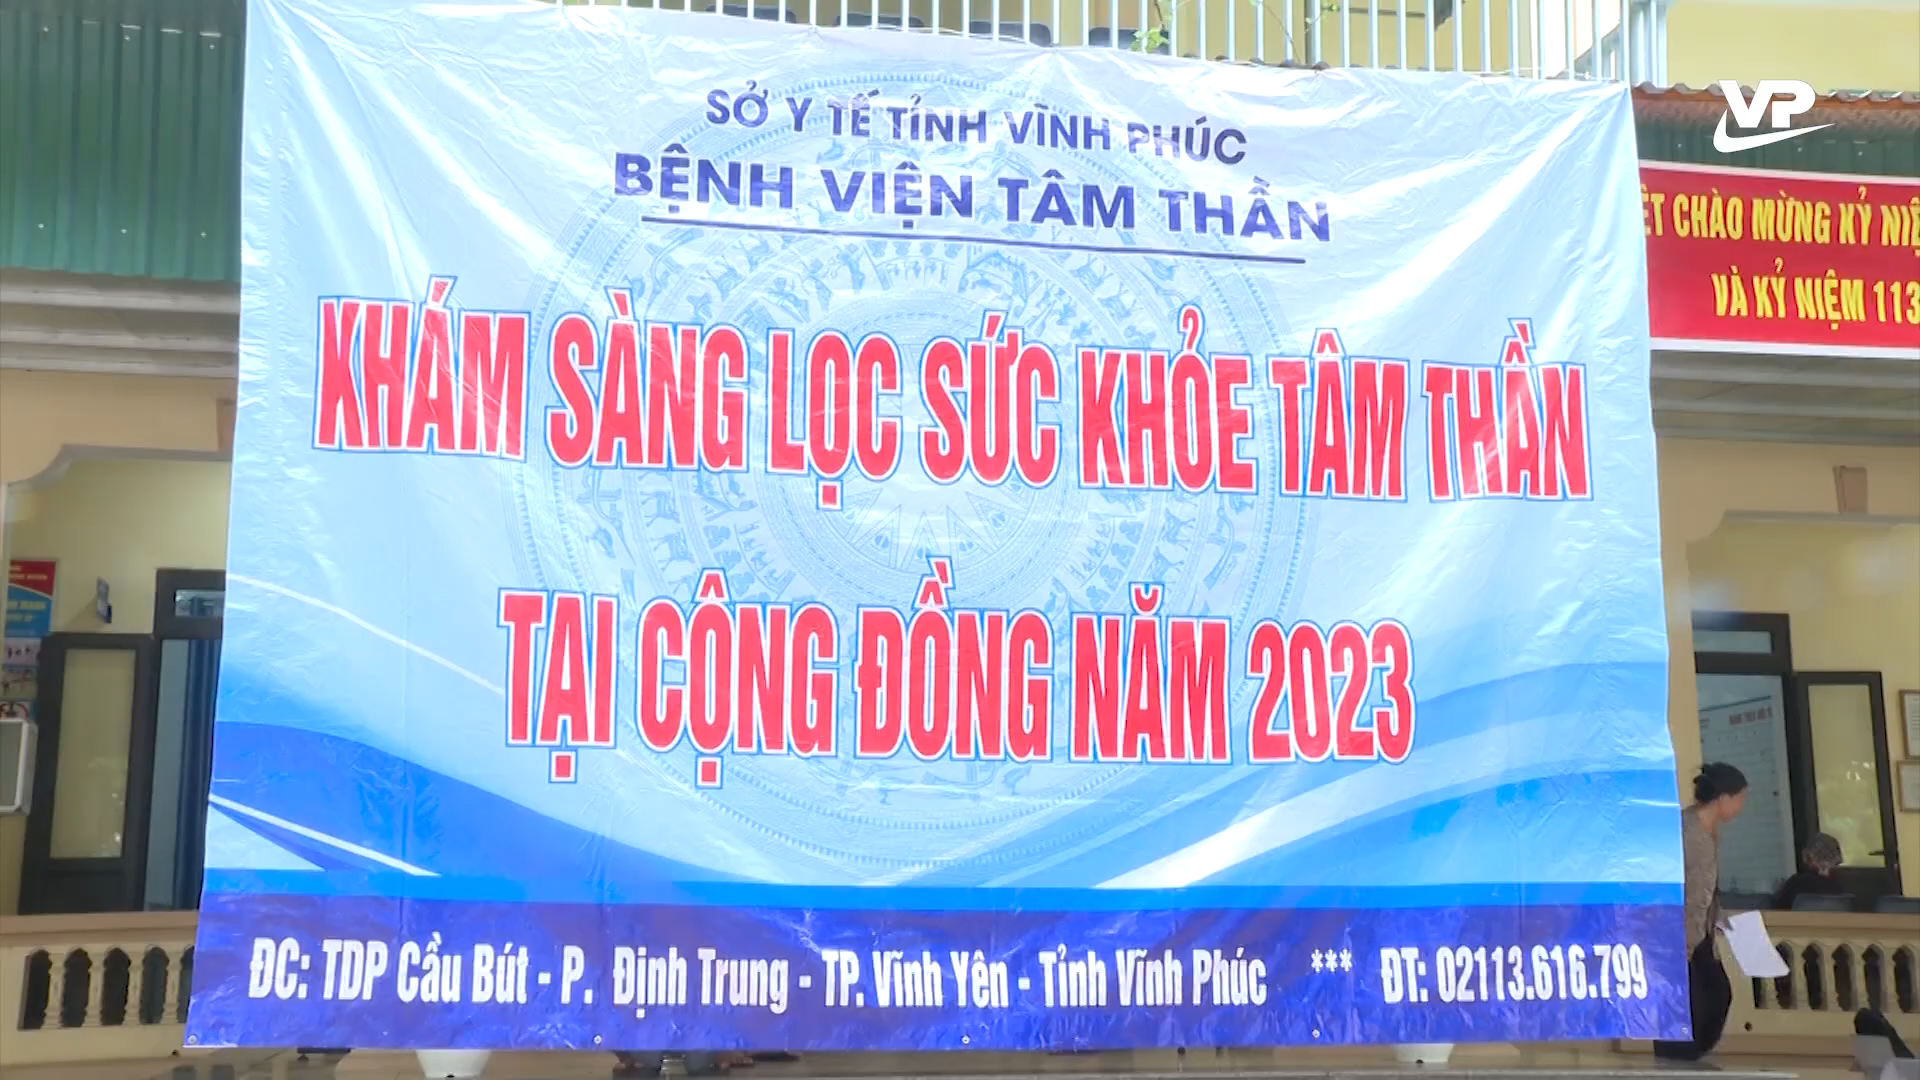 VP
SỞ Y TẾ TỈNH VĨNH PHÚC
BỆNH VIỆN TÂM THẦN
KHÁM SÀNG LỌC SỨC KHỎE TÂM THẦN
TẠI CỘNG ĐỒNG NĂM 2023
ĐC: TDP Cầu Bút - P. Định Trung - TP. Vĩnh Yên - Tỉnh Vĩnh Phúc *** ĐT: 02113.616.799
CHÀO MỪNG KỶ
VÀ KỶ NIỆM 113